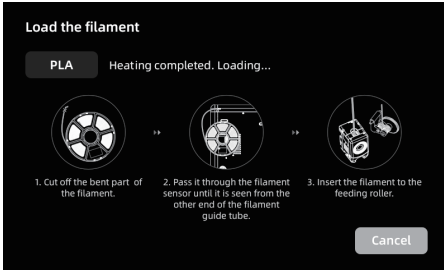 Load the filament
PLA Heating completed. Loading...
1. Cut off the bent part of
the filament.
2. Pass it through the filament
sensor until it is seen from the
other end of the filament
guide tube.
3. Insert the filament to the
feeding roller.
Cancel